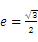 e = √3/2